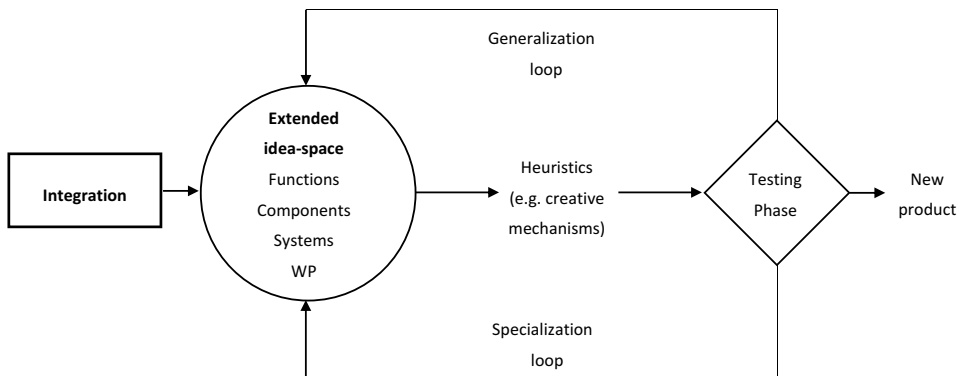 Generalization
loop
Extended
idea-space
Functions
Components
Systems
WP
Integration
Heuristics
(e.g. creative
mechanisms)
Testing
Phase
New
product
Specialization
loop